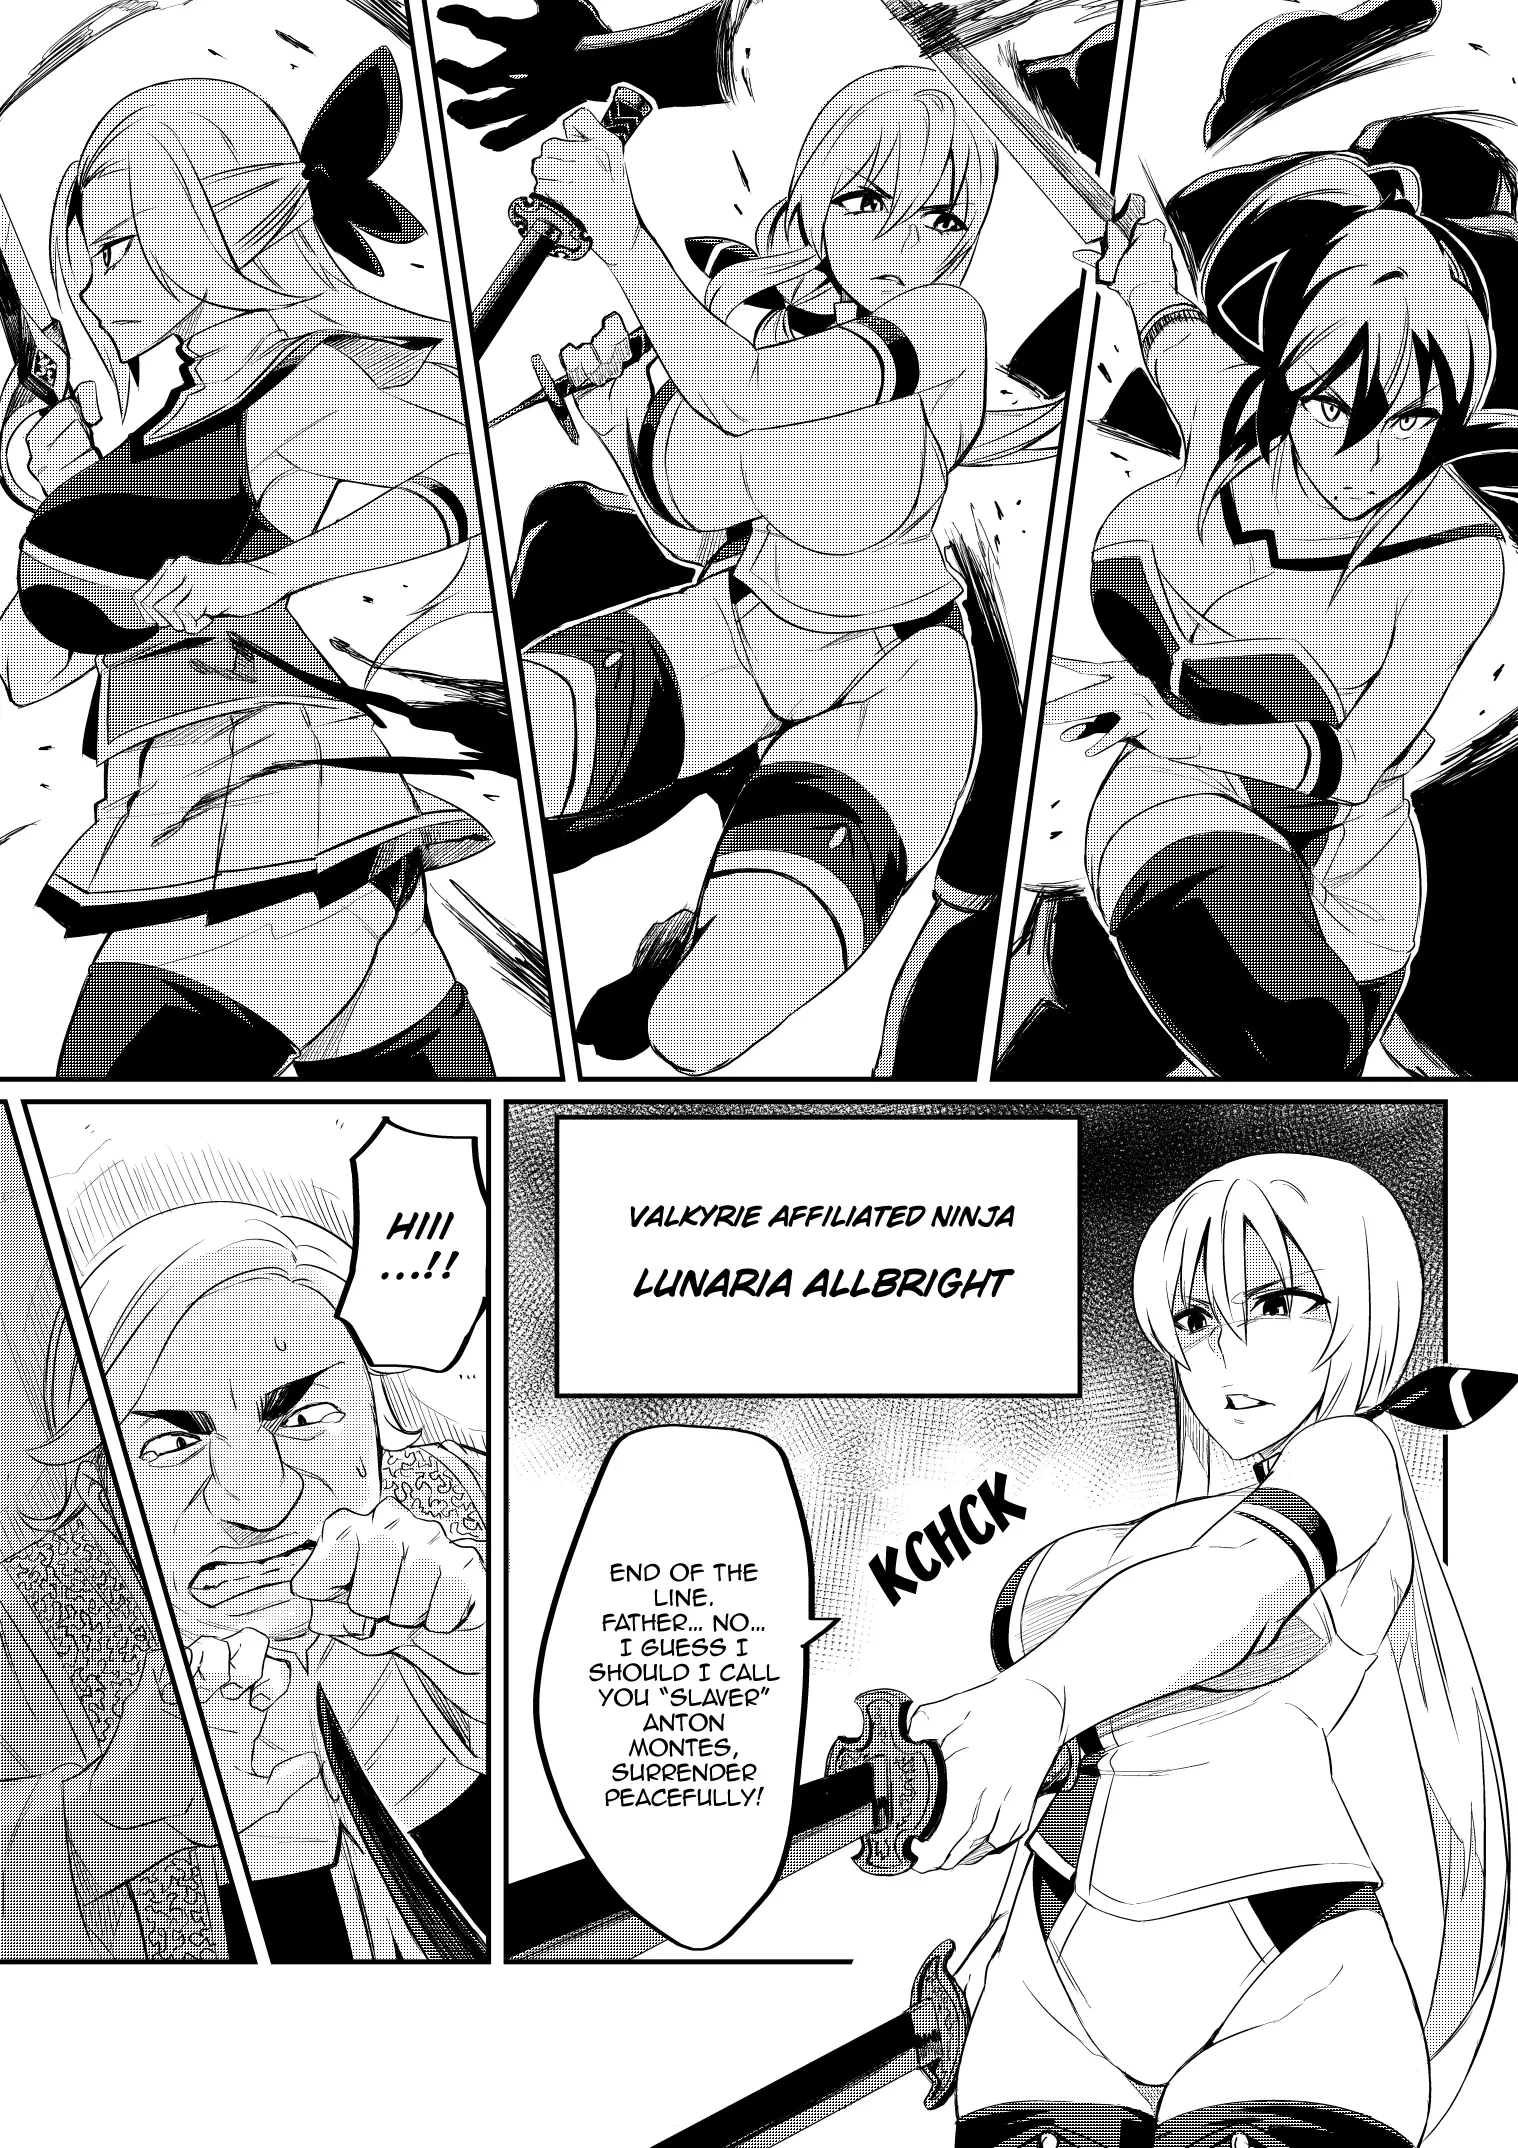 HIII
...!!
VALKYRIE AFFILIATED NINJA
LUNARIA ALLBRIGHT
KCHCK
END OF THE
LINE.
FATHER... NO...
I GUESS I
SHOULD I CALL
YOU "SLAVER"
ANTON
MONTES,
SURRENDER
PEACEFULLY!